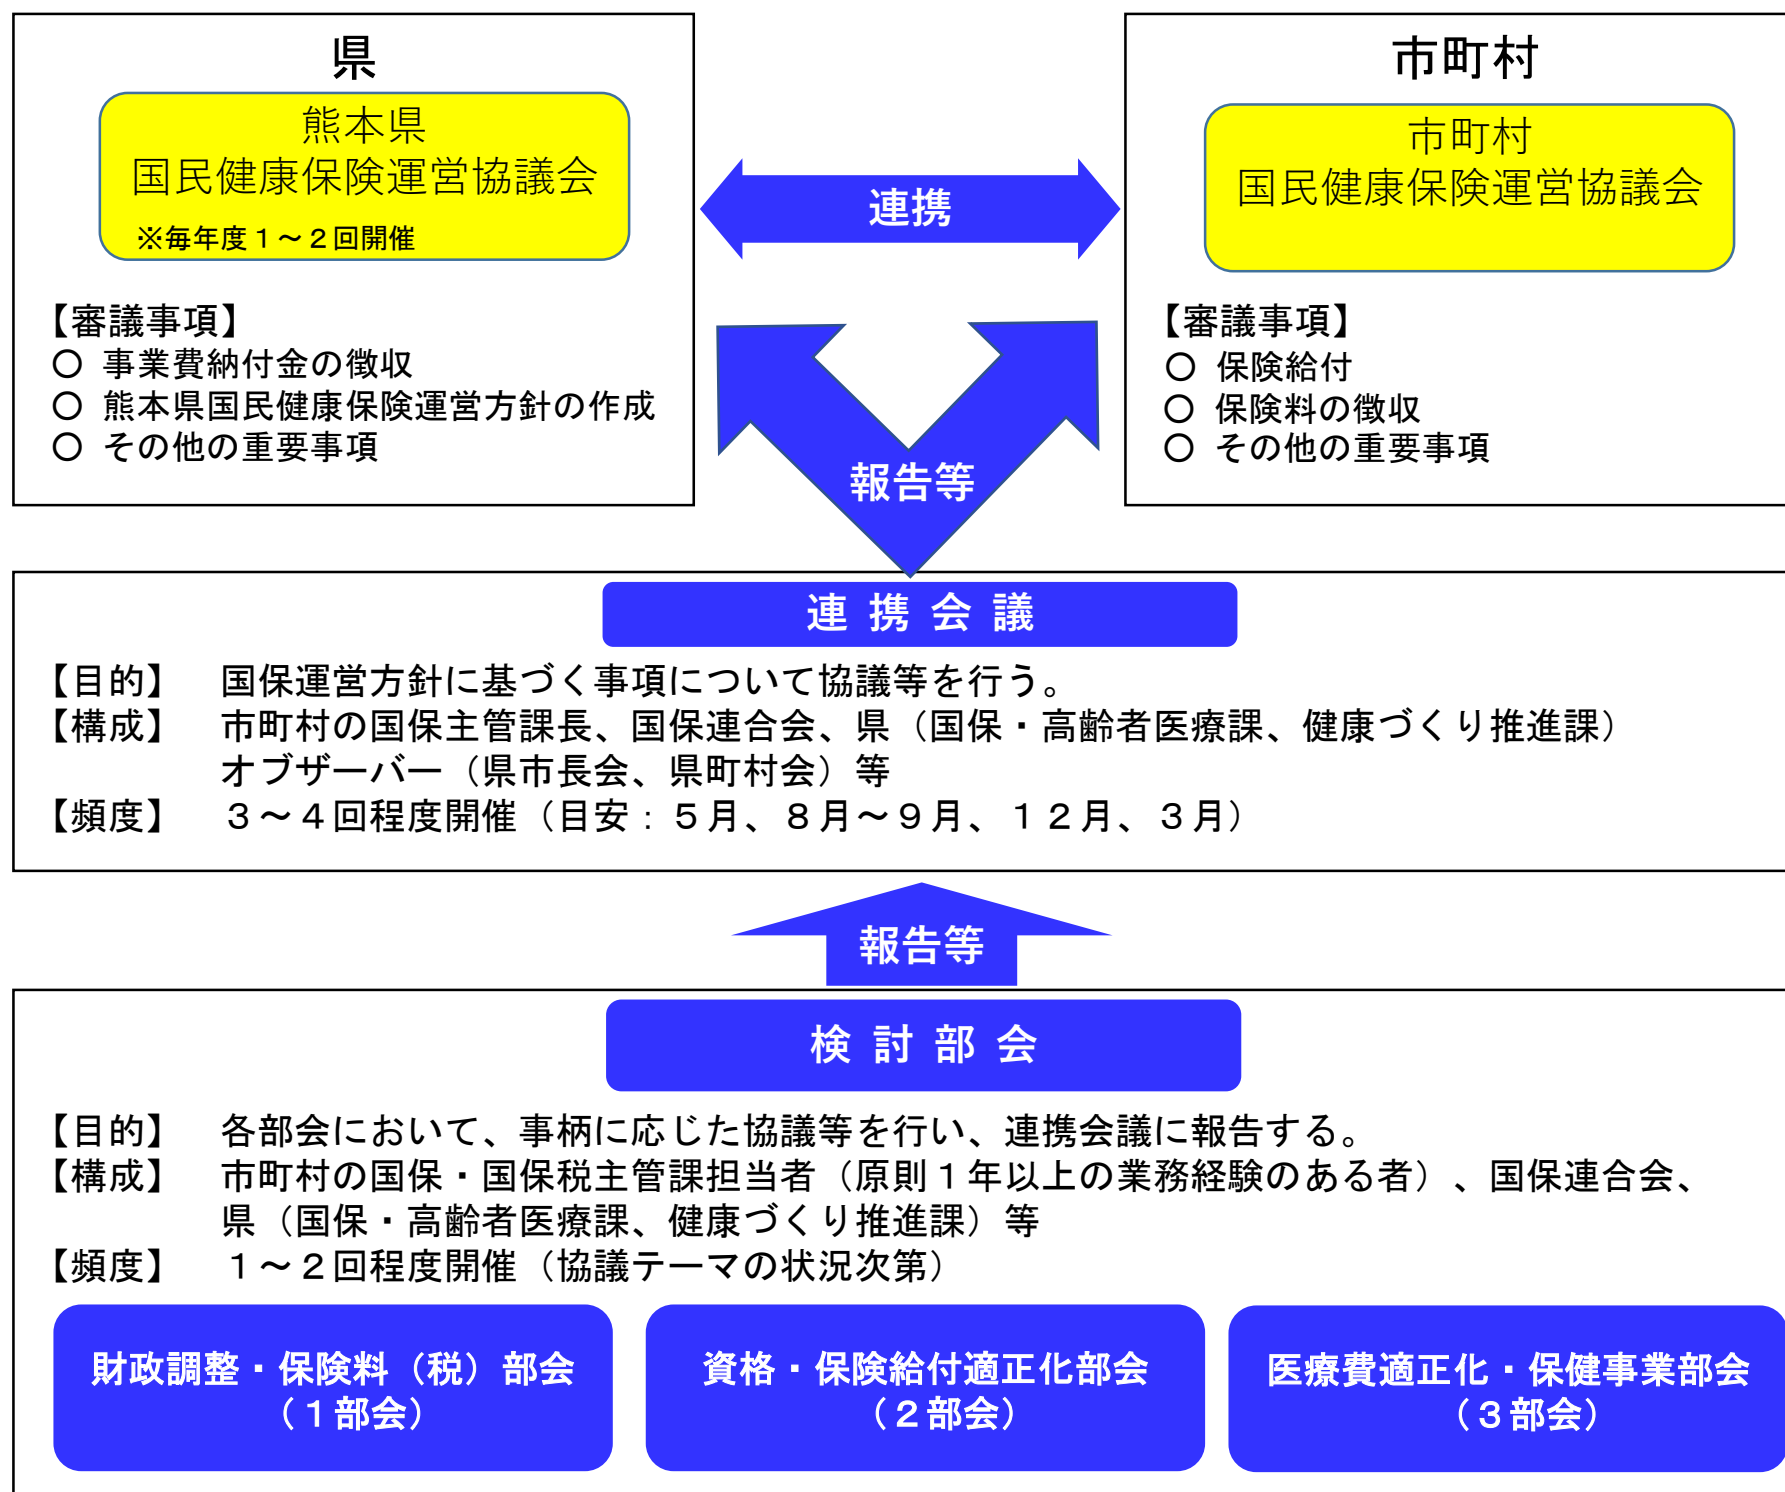 県
熊本県
国民健康保険運営協議会
※毎年度１～２回開催
【審議事項】
○ 事業費納付金の徴収
○ 熊本県国民健康保険運営方針の作成
○ その他の重要事項
連携
市町村
市町村
国民健康保険運営協議会
【審議事項】
○ 保険給付
○ 保険料の徴収
○ その他の重要事項
報告等
連携会議
【目的】 国保運営方針に基づく事項について協議等を行う。
【構成】 市町村の国保主管課長、国保連合会、県（国保・高齢者医療課、健康づくり推進課）
オブザーバー（県市長会、県町村会）等
【頻度】 ３～４回程度開催（目安：５月、８月～９月、１２月、３月）
報告等
検討部会
【目的】 各部会において、事柄に応じた協議等を行い、連携会議に報告する。
【構成】 市町村の国保・国保税主管課担当者（原則１年以上の業務経験のある者）、国保連合会、
県（国保・高齢者医療課、健康づくり推進課）等
【頻度】 １～２回程度開催（協議テーマの状況次第）
財政調整・保険料（税）部会
（１部会）
資格・保険給付適正化部会
（２部会）
医療費適正化・保健事業部会
（３部会）